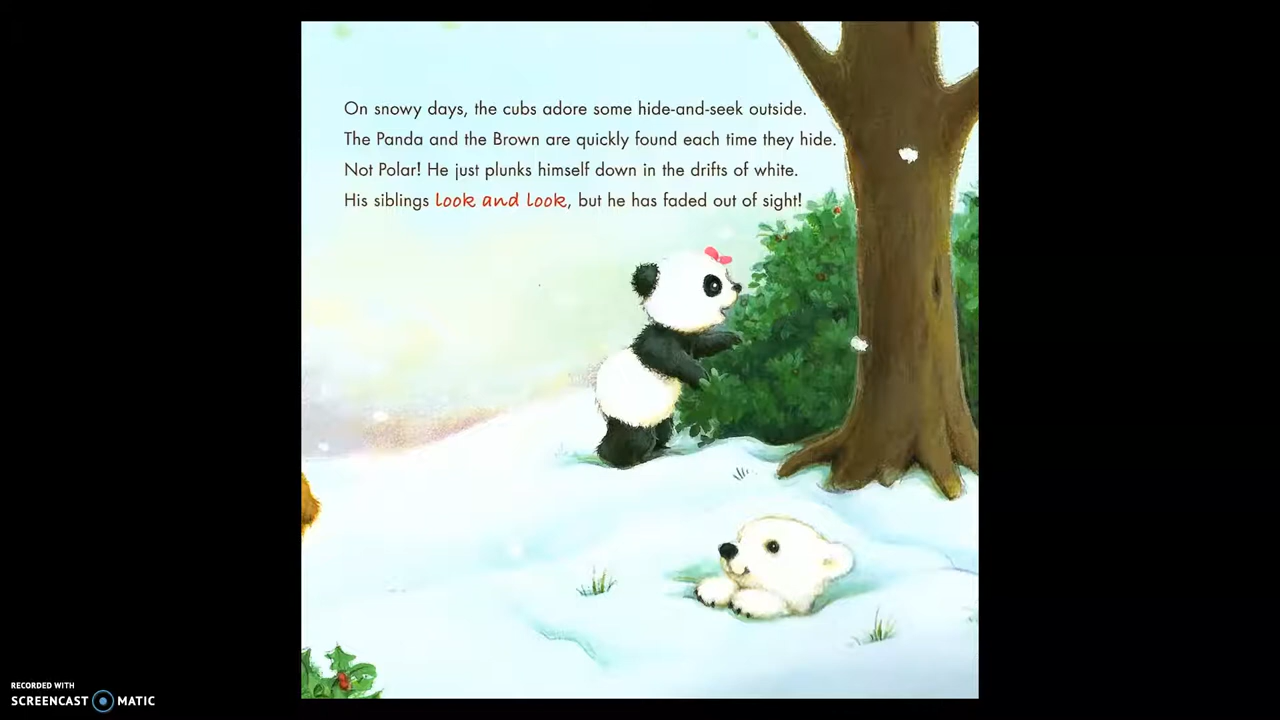 On snowy days, the cubs adore some hide-and-seek outside.
The Panda and the Brown are quickly found each time they hide.
Not Polar! He just plunks himself down in the drifts of white.
His siblings look and look, but he has faded out of sight!
RECORDED WITH
SCREENCAST MATIC